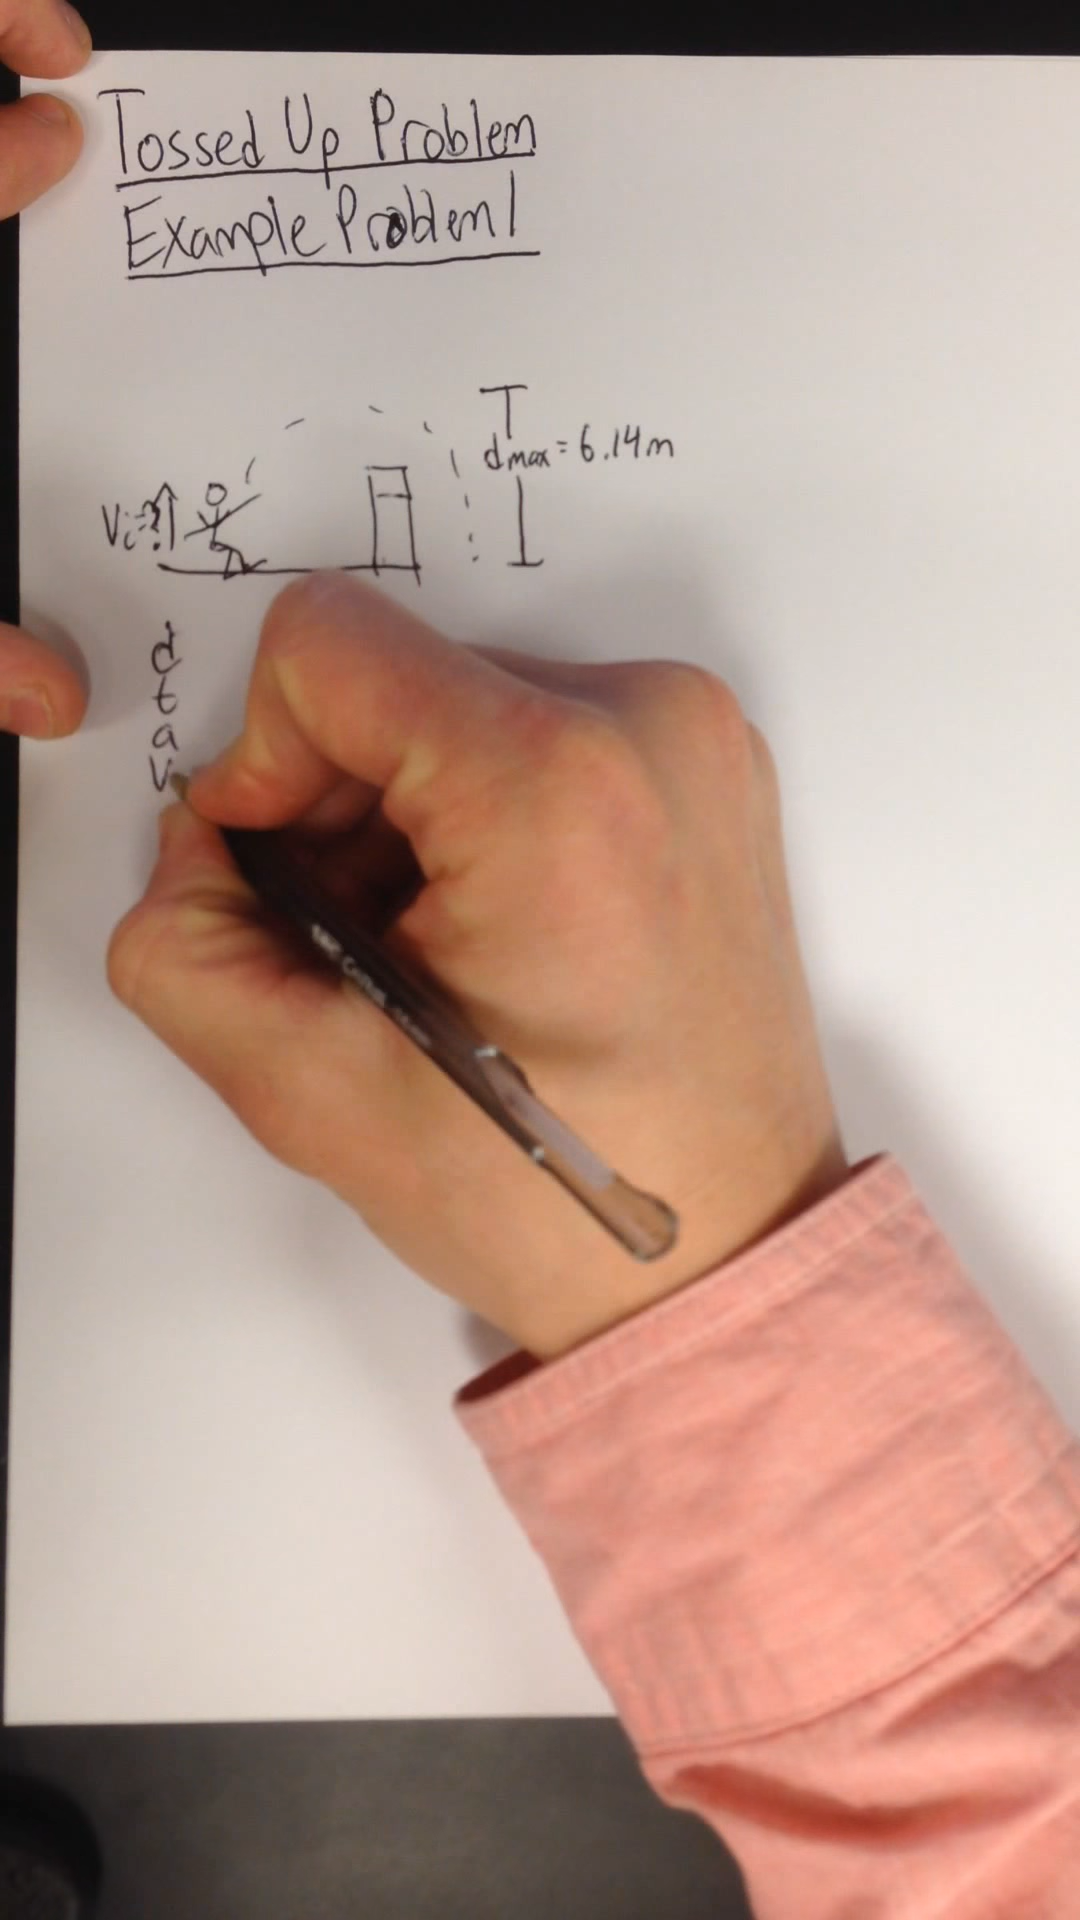 Tossed Up Problem
Example Problem 1
dmax = 6.14m
Vi=?
d
t
a
V